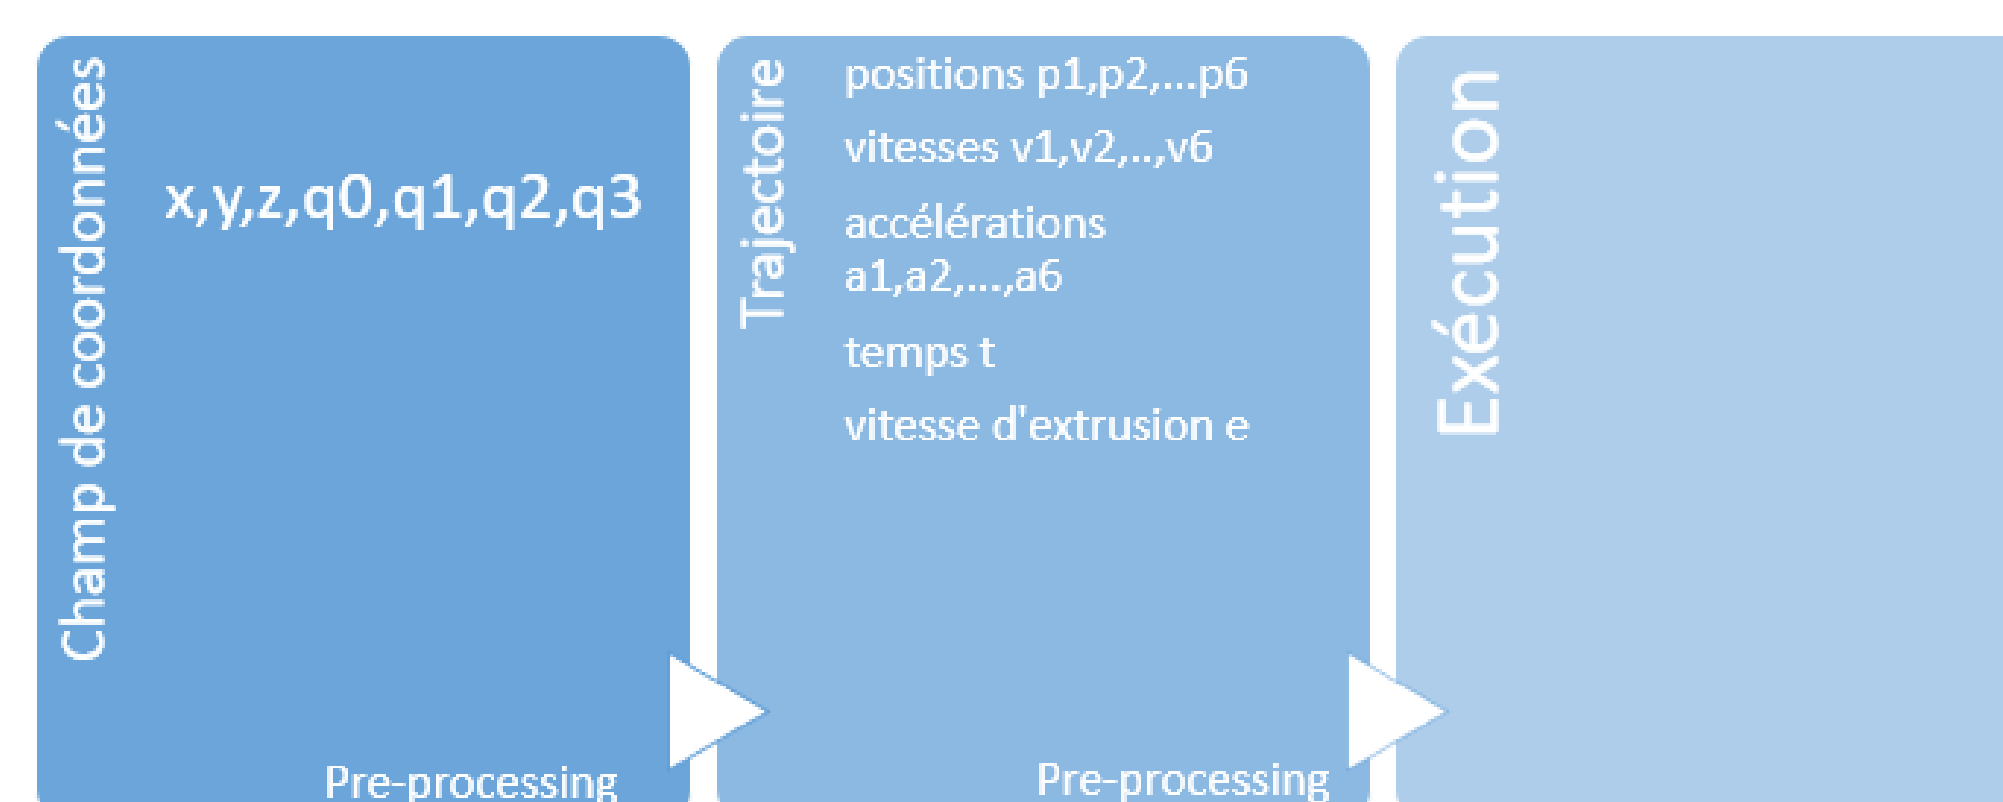 Champ de coordonnées
x,y,z,q0,q1,q2,q3
Pre-processing
Trajectoire
positions p1,p2,...p6
vitesses v1,v2,..,v6
accélérations
a1,a2,...,a6
temps t
vitesse d'extrusion e
Pre-processing
Exécution